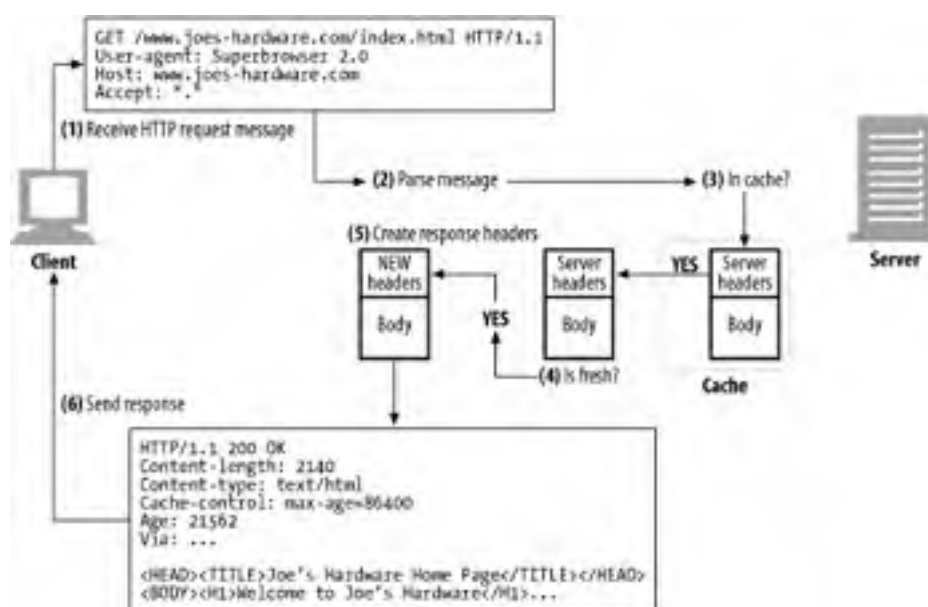 GET /www.joes-hardware.com/index.html HTTP/1.1
User-agent: Superbrowser 2.0
Host: www.joes-hardware.com
Accept: *.*
(1) Receive HTTP request message
(2) Parse message
(3) In cache?
Client
Server
(5) Create response headers
NEW
headers
Body
YES
Server
headers
Body
YES
Server
headers
Body
(4) Is fresh?
Cache
(6) Send response
HTTP/1.1 200 OK
Content-length: 2140
Content-type: text/html
Cache-control: max-age=86400
Age: 21562
Via: ...
<HEAD><TITLE>Joe's Hardware Home Page</TITLE></HEAD>
<BODY><H1>Welcome to Joe's Hardware</H1>...